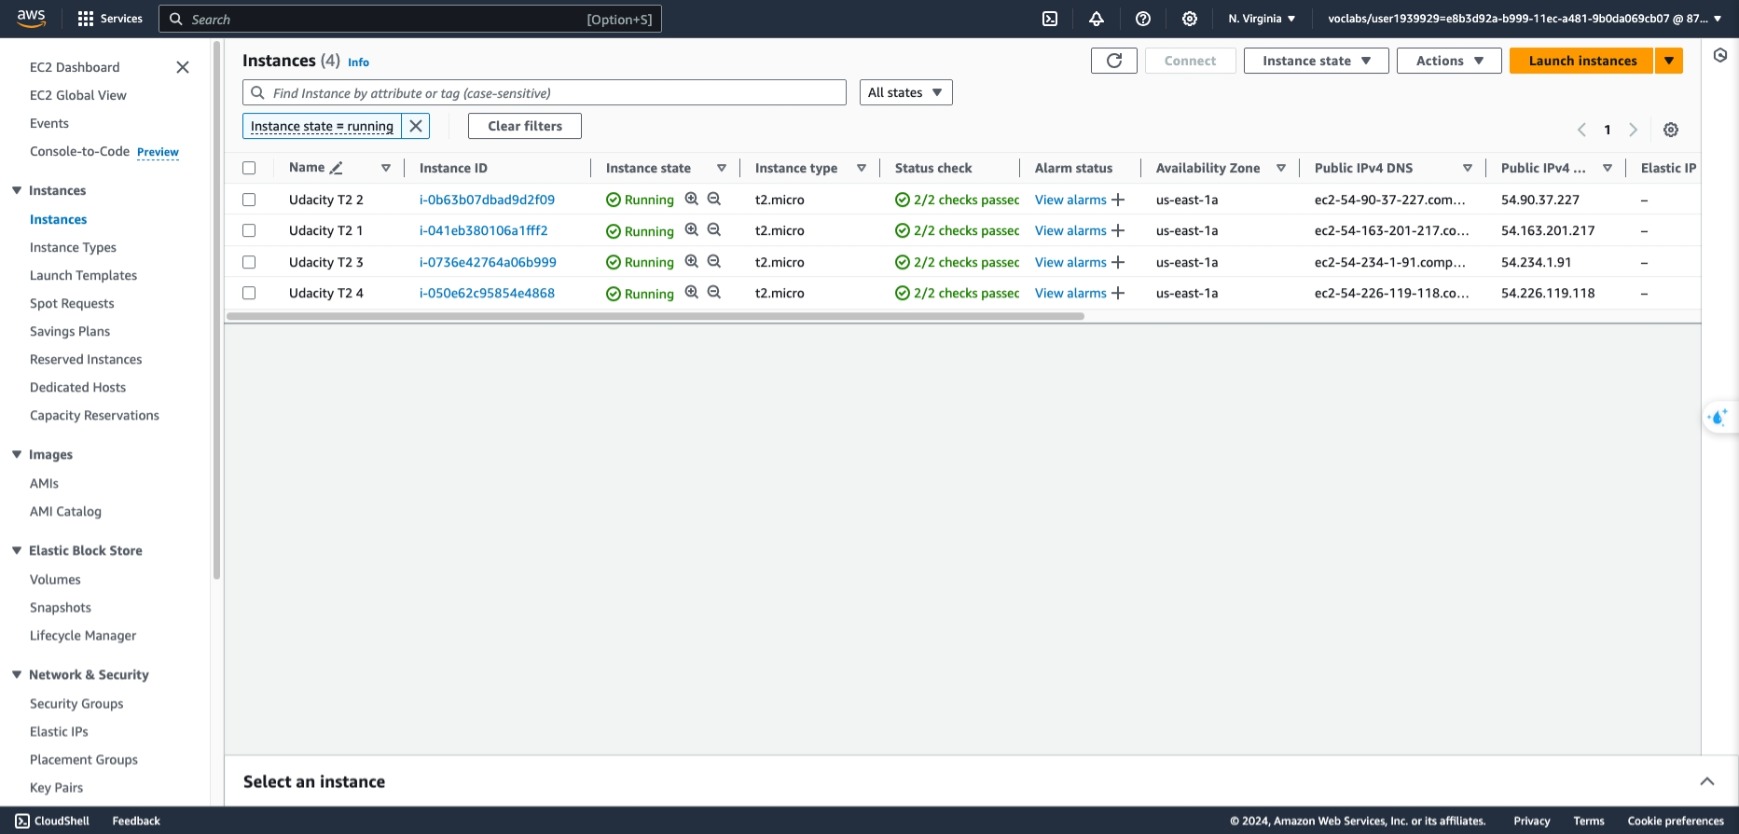 aws Services Search [Option+S] N. Virginia ▼ voclabs/user1939929=e8b3d92a-b999-11ec-a481-9b0da069cb07 @ 87... ▼
EC2 Dashboard
EC2 Global View
Events
Console-to-Code Preview
Instances
Instances
Instance Types
Launch Templates
Spot Requests
Savings Plans
Reserved Instances
Dedicated Hosts
Capacity Reservations
Images
AMIs
AMI Catalog
Elastic Block Store
Volumes
Snapshots
Lifecycle Manager
Network & Security
Security Groups
Elastic IPs
Placement Groups
Key Pairs
Instances (4) Info Connect Instance state ▼ Actions ▼ Launch instances ▼
Find Instance by attribute or tag (case-sensitive) All states ▼
Instance state = running Clear filters 1
Name Instance ID Instance state Instance type Status check Alarm status Availability Zone Public IPv4 DNS Public IPv4 ... Elastic IP
Udacity T2 2 i-0b63b07dbad9d2f09 Running t2.micro 2/2 checks passec View alarms + us-east-1a ec2-54-90-37-227.com... 54.90.37.227 –
Udacity T2 1 i-041eb380106a1fff2 Running t2.micro 2/2 checks passec View alarms + us-east-1a ec2-54-163-201-217.co... 54.163.201.217 –
Udacity T2 3 i-0736e42764a06b999 Running t2.micro 2/2 checks passec View alarms + us-east-1a ec2-54-234-1-91.comp... 54.234.1.91 –
Udacity T2 4 i-050e62c95854e4868 Running t2.micro 2/2 checks passec View alarms + us-east-1a ec2-54-226-119-118.co... 54.226.119.118 –
Select an instance
CloudShell Feedback © 2024, Amazon Web Services, Inc. or its affiliates. Privacy Terms Cookie preferences